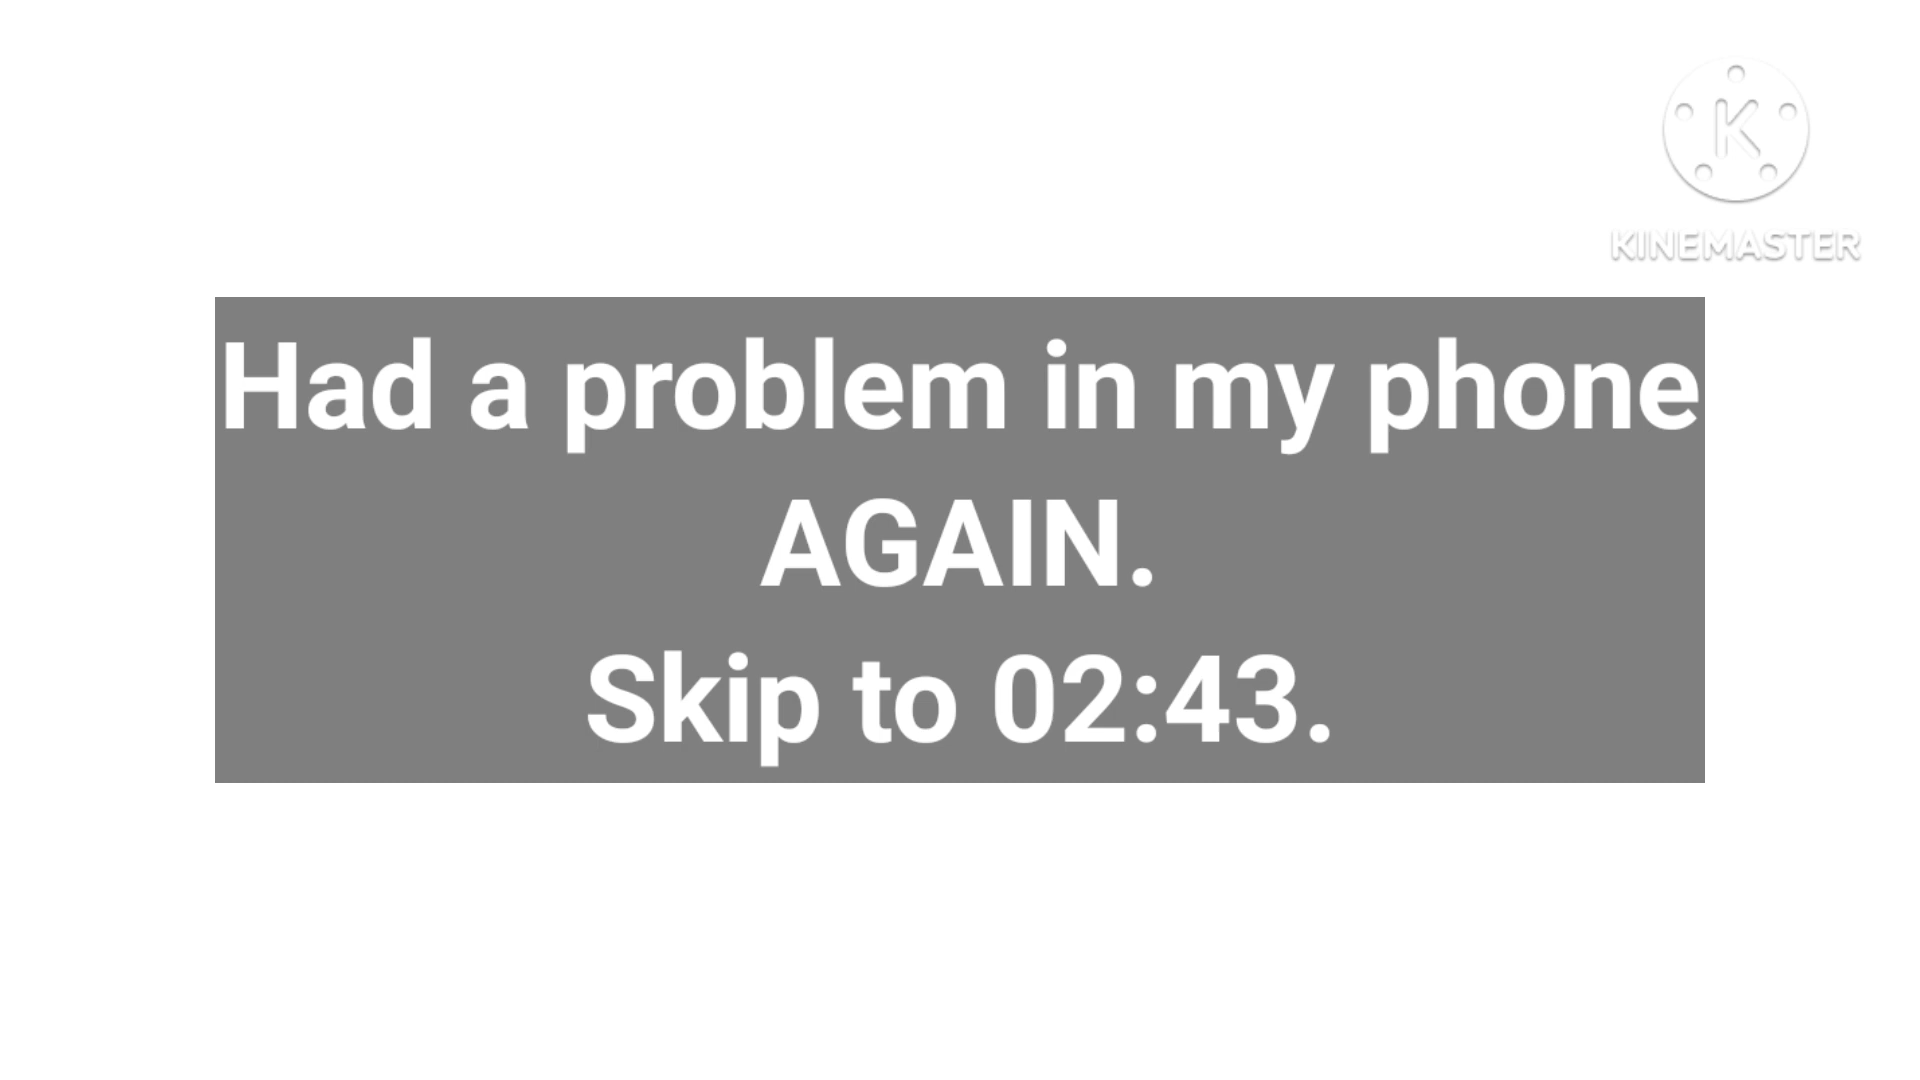 K
KINEMASTER
Had a problem in my phone
AGAIN.
Skip to 02:43.